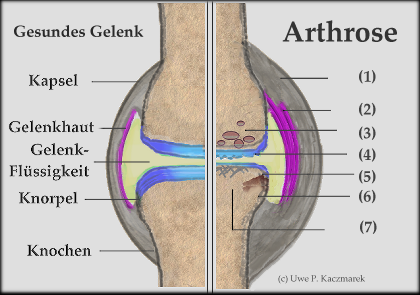 Gesundes Gelenk
Arthrose
Kapsel
Gelenkhaut
Gelenk-
Flüssigkeit
Knorpel
Knochen
(1)
(2)
(3)
(4)
(5)
(6)
(7)
(c) Uwe P. Kaczmarek